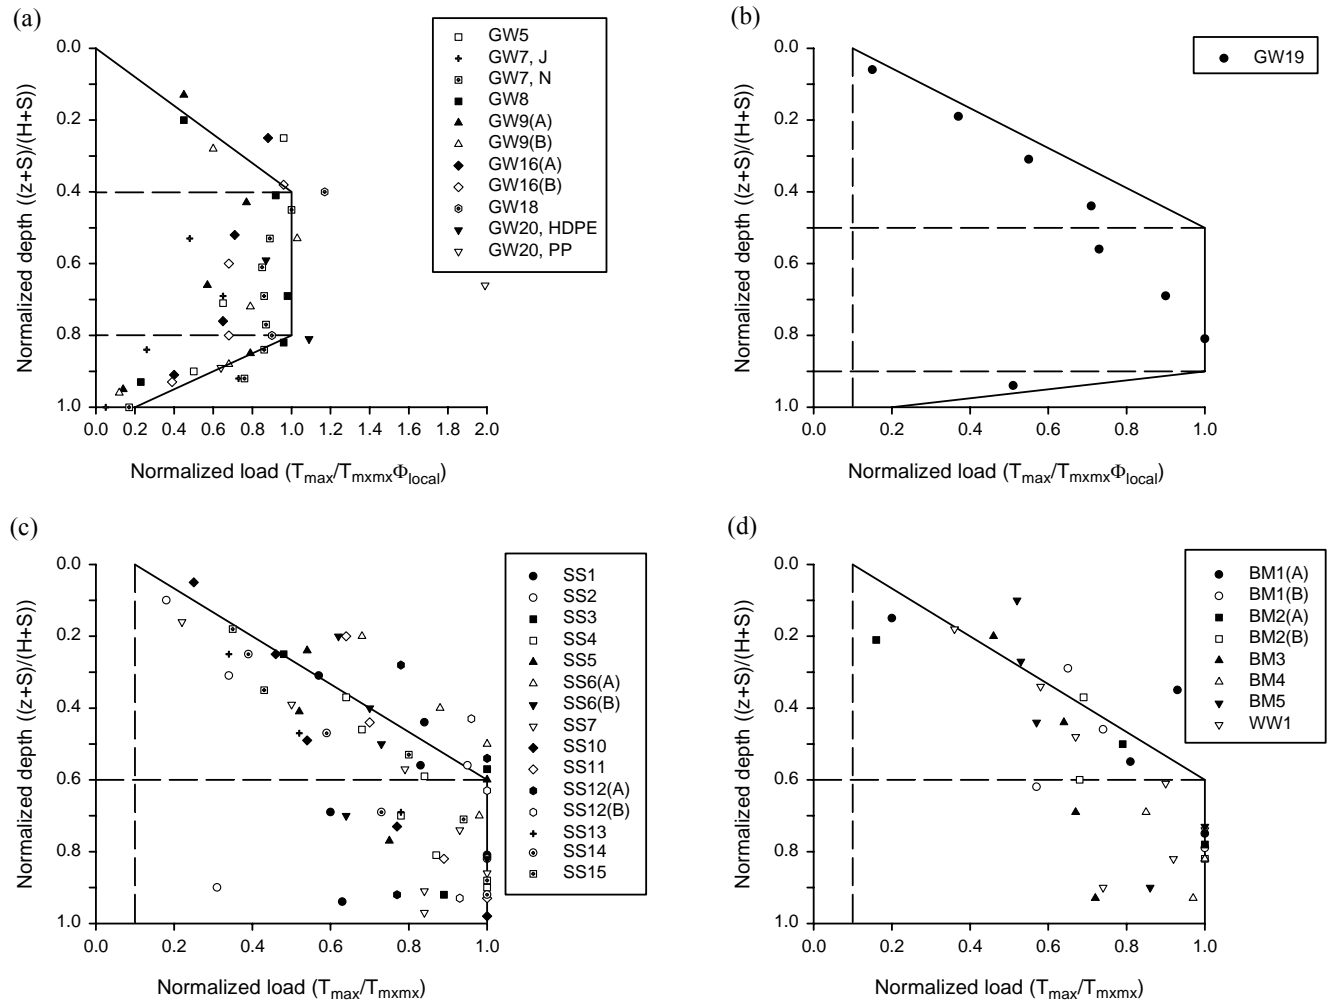 (a)
GW5
GW7, J
GW7, N
GW8
GW9(A)
GW9(B)
GW16(A)
GW16(B)
GW18
GW20, HDPE
GW20, PP
Normalized depth ((z+S)/(H+S))
0.0
0.2
0.4
0.6
0.8
1.0
0.0 0.2 0.4 0.6 0.8 1.0 1.2 1.4 1.6 1.8 2.0
Normalized load (Tmax/TmxmxΦlocal)
(b)
GW19
Normalized depth ((z+S)/(H+S))
0.0
0.2
0.4
0.6
0.8
1.0
0.0 0.2 0.4 0.6 0.8 1.0
Normalized load (Tmax/TmxmxΦlocal)
(c)
SS1
SS2
SS3
SS4
SS5
SS6(A)
SS6(B)
SS7
SS10
SS11
SS12(A)
SS12(B)
SS13
SS14
SS15
Normalized depth ((z+S)/(H+S))
0.0
0.2
0.4
0.6
0.8
1.0
0.0 0.2 0.4 0.6 0.8 1.0
Normalized load (Tmax/Tmxmx)
(d)
BM1(A)
BM1(B)
BM2(A)
BM2(B)
BM3
BM4
BM5
WW1
Normalized depth ((z+S)/(H+S))
0.0
0.2
0.4
0.6
0.8
1.0
0.0 0.2 0.4 0.6 0.8 1.0
Normalized load (Tmax/Tmxmx)